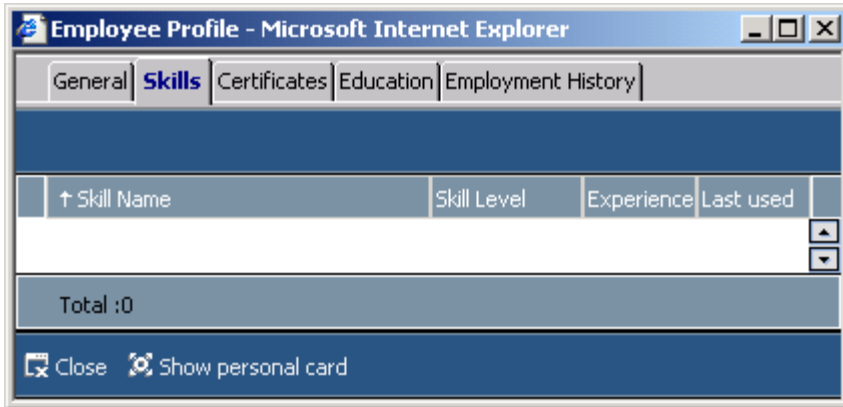 Employee Profile - Microsoft Internet Explorer
General Skills Certificates Education Employment History
↑ Skill Name Skill Level Experience Last used
Total :0
Close Show personal card